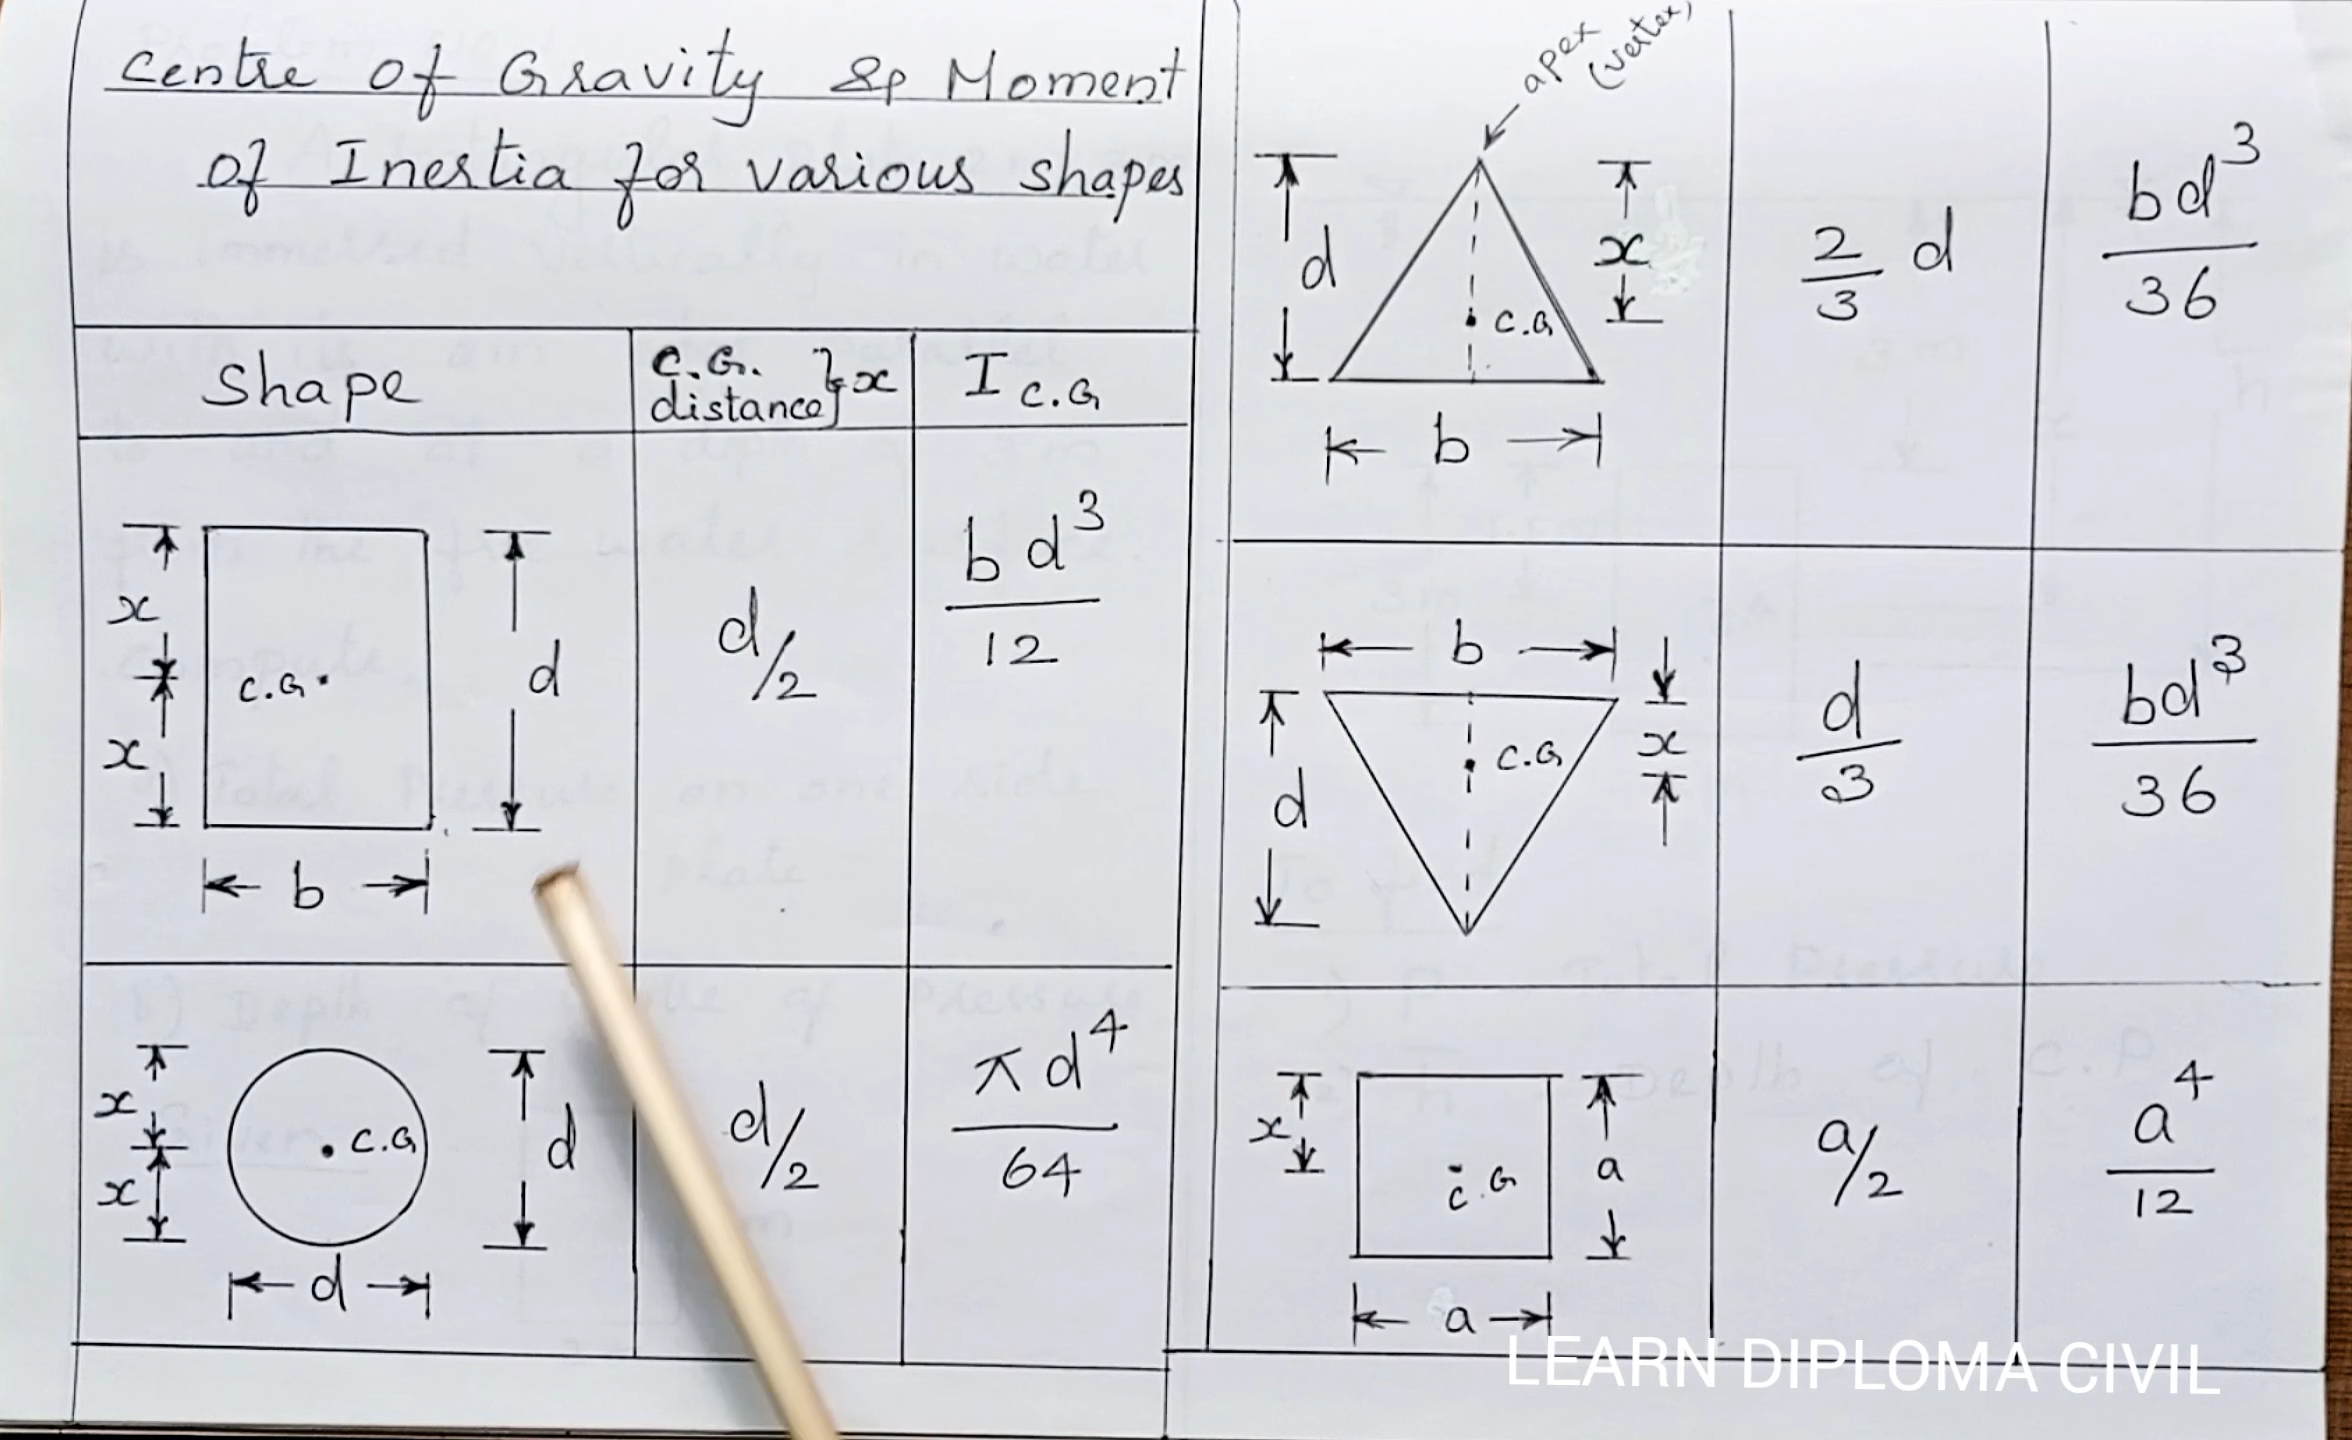 Centre of Gravity & Moment
of Inertia for various shapes
Shape
C.G. distance } x
I C.G
x
x
C.G
d
b
d/2
bd³/12
x
x
C.G
d
d
d/2
πd⁴/64
apex
(vertex)
d
x
C.G
b
2/3 d
bd³/36
b
d
x
C.G
d/3
bd³/36
x
C.G
a
a
a/2
a⁴/12
LEARN DIPLOMA CIVIL